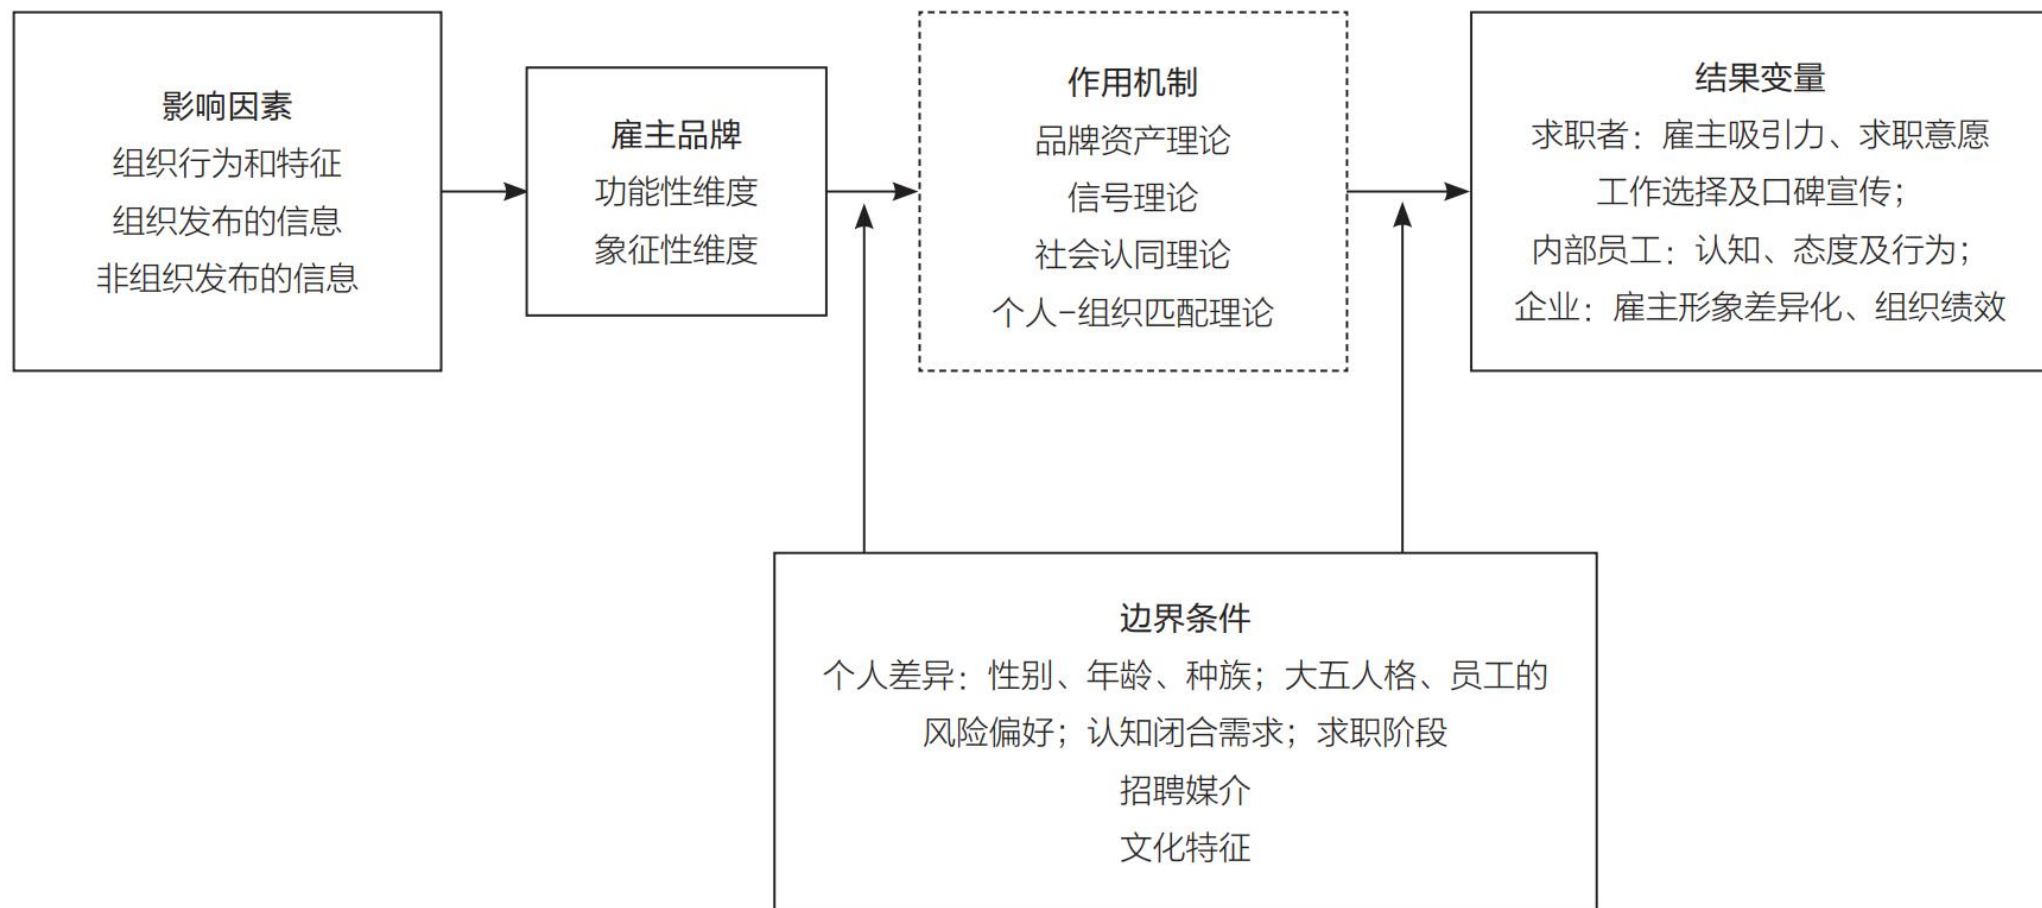 影响因素
组织行为和特征
组织发布的信息
非组织发布的信息
雇主品牌
功能性维度
象征性维度
作用机制
品牌资产理论
信号理论
社会认同理论
个人-组织匹配理论
结果变量
求职者：雇主吸引力、求职意愿
工作选择及口碑宣传；
内部员工：认知、态度及行为；
企业：雇主形象差异化、组织绩效
边界条件
个人差异：性别、年龄、种族；大五人格、员工的
风险偏好；认知闭合需求；求职阶段
招聘媒介
文化特征